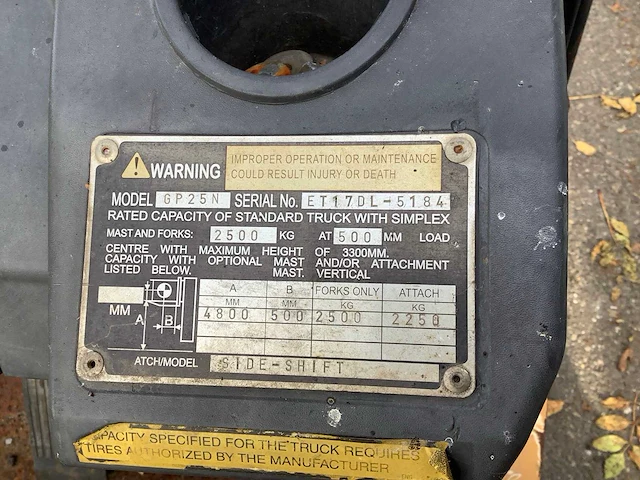 WARNING
IMPROPER OPERATION OR MAINTENANCE
COULD RESULT INJURY OR DEATH
MODEL GP25N SERIAL No. ET17DL-5184
RATED CAPACITY OF STANDARD TRUCK WITH SIMPLEX
MAST AND FORKS: 2500 KG AT 500 MM LOAD
CENTRE WITH MAXIMUM HEIGHT OF 3300MM.
CAPACITY WITH OPTIONAL MAST AND/OR ATTACHMENT
LISTED BELOW. MAST. VERTICAL
A B FORKS ONLY ATTACH
MM MM KG KG
4800 500 2500 2250
MM
A
B
ATCH/MODEL SIDE-SHIFT
CAPACITY SPECIFIED FOR THE TRUCK REQUIRES
TIRES AUTHORIZED BY THE MANUFACTURER